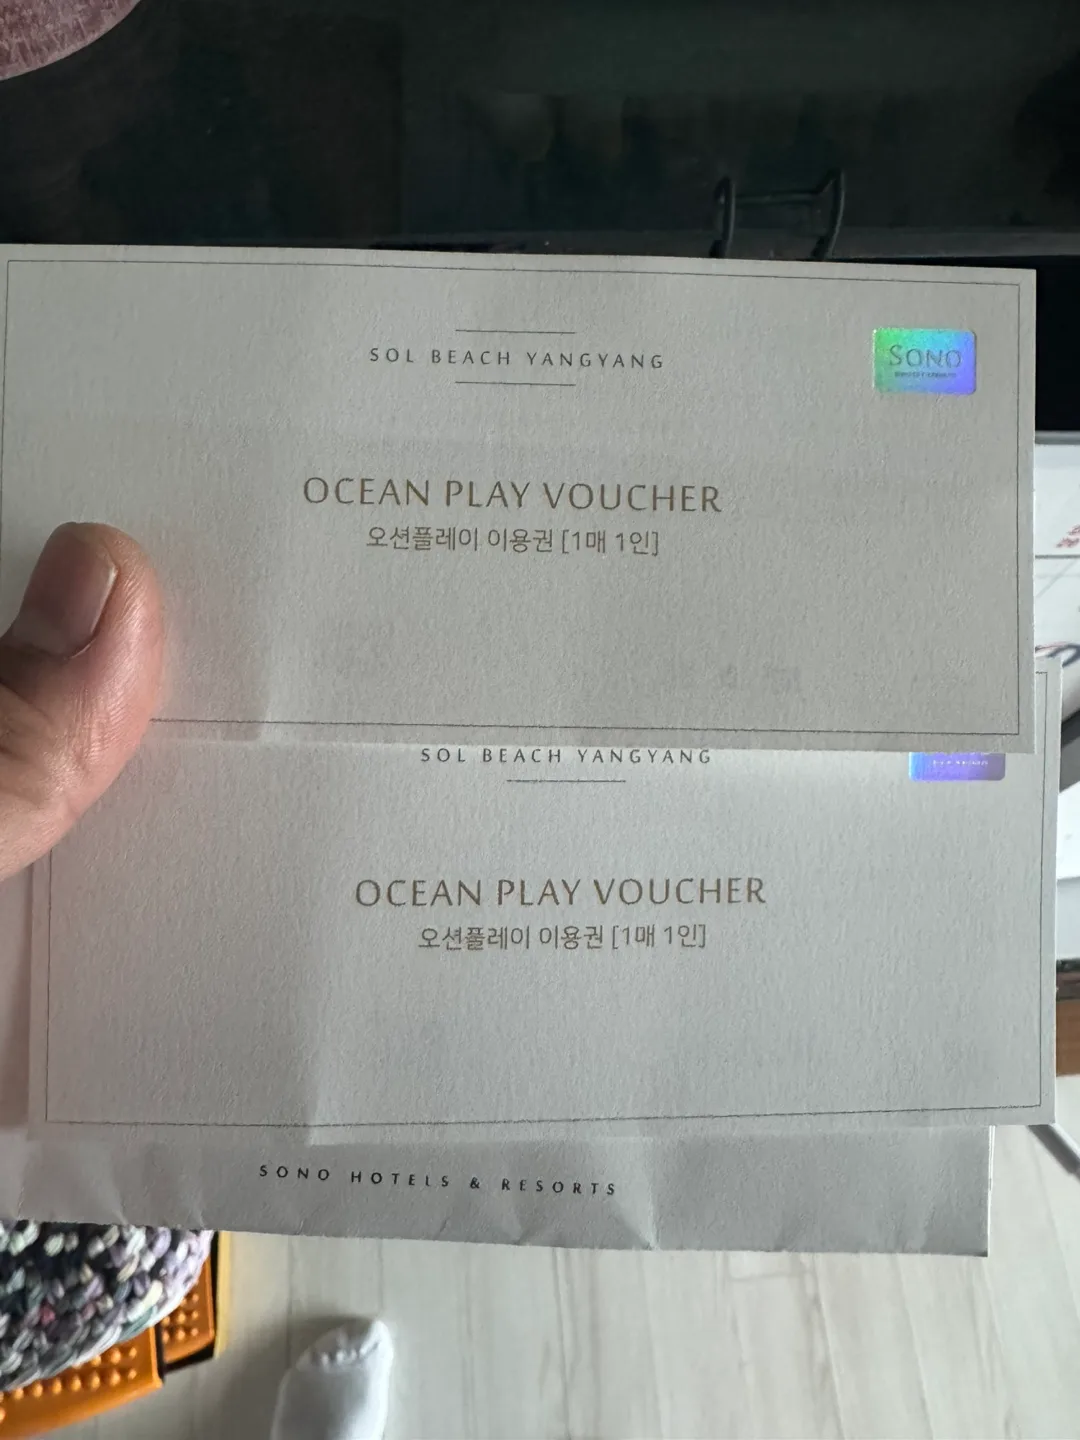 SOL BEACH YANGYANG
SONO
OCEAN PLAY VOUCHER
오션플레이 이용권 [1매 1인]
SOL BEACH YANGYANG
OCEAN PLAY VOUCHER
오션플레이 이용권 [1매 1인]
SONO HOTELS & RESORTS